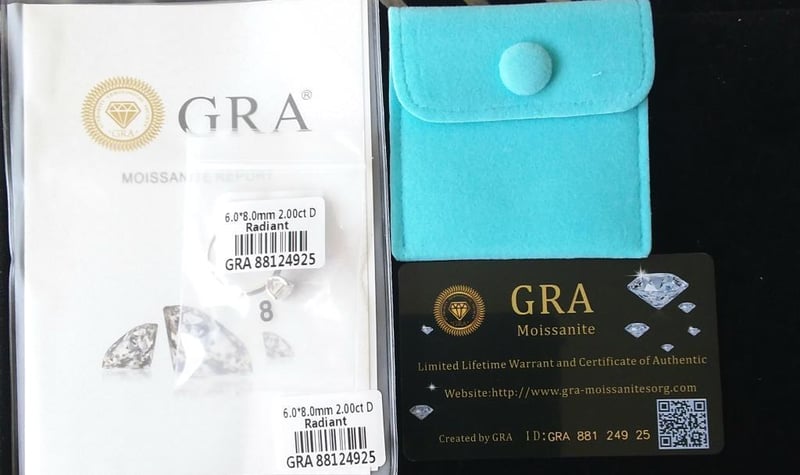 GRA®
MOISSANITE REPORT
6.0*8.0mm 2.00ct D
Radiant
GRA 88124925
8
6.0*8.0mm 2.00ct D
Radiant
GRA 88124925
GRA
GRA
Moissanite
Limited Lifetime Warrant and Certificate of Authentic
Website:http://www.gra-moissanitesorg.com
Created by GRA ID:GRA 881 249 25